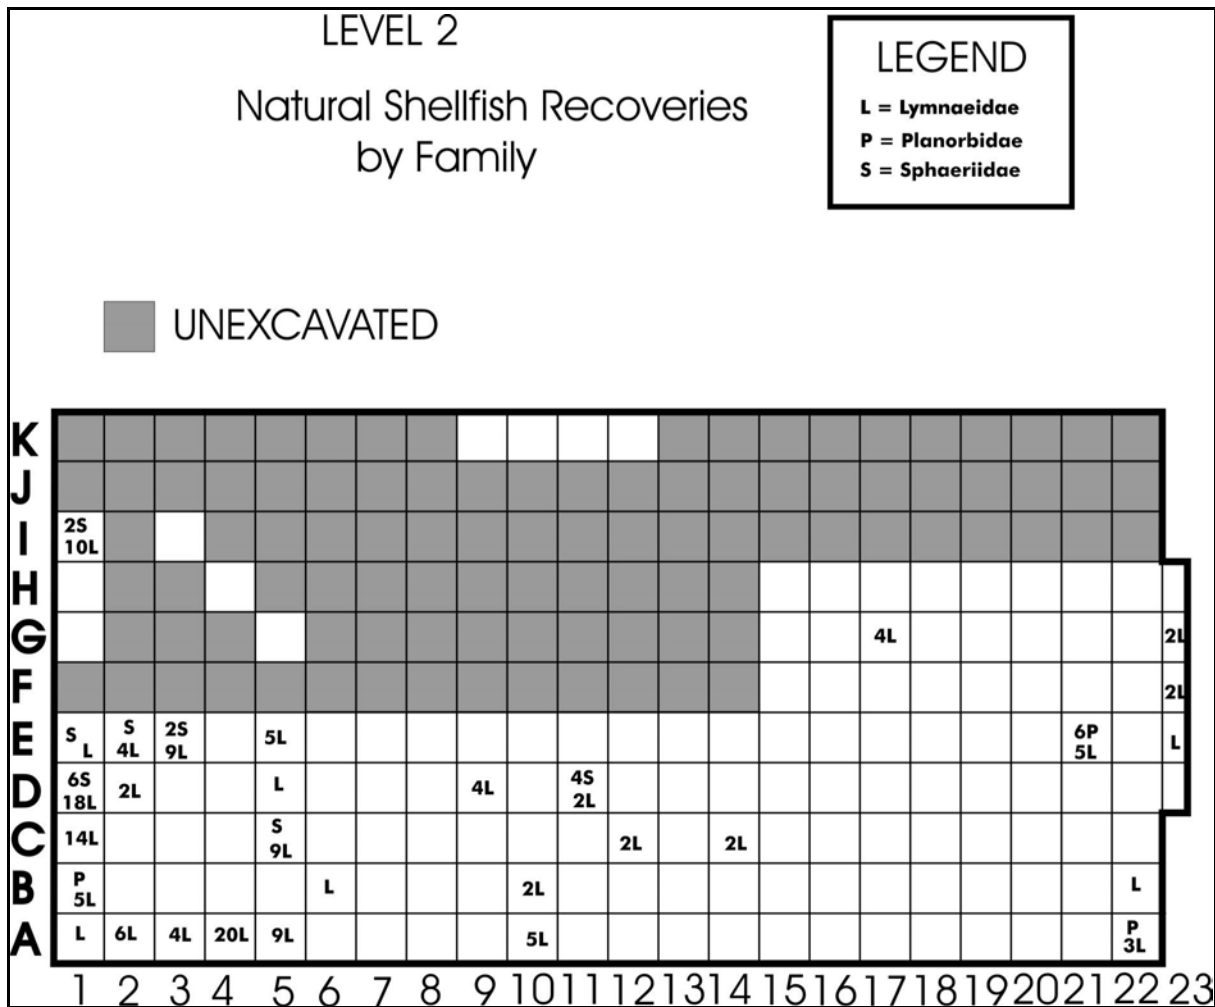 LEVEL 2
Natural Shellfish Recoveries
by Family
LEGEND
L = Lymnaeidae
P = Planorbidae
S = Sphaeriidae
UNEXCAVATED
K
J
I 2S
10L
H
G 4L 2L
F 2L
E S S 2S 5L 6P L
L 4L 9L 5L
D 6S 2L L 4L 4S
18L 2L
C 14L S 2L 2L
9L
B P L 2L L
5L
A L 6L 4L 20L 9L 5L P
3L
1 2 3 4 5 6 7 8 9 10 11 12 13 14 15 16 17 18 19 20 21 22 23